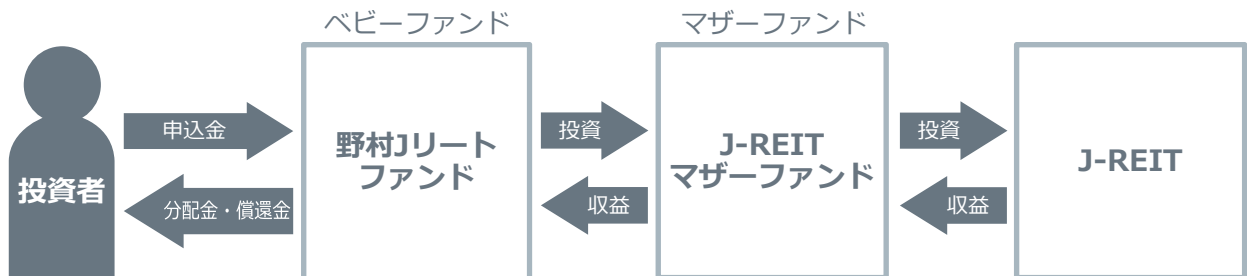 ベビーファンド
マザーファンド
投資者
申込金
分配金・償還金
野村Jリート
ファンド
投資
収益
J-REIT
マザーファンド
投資
収益
J-REIT